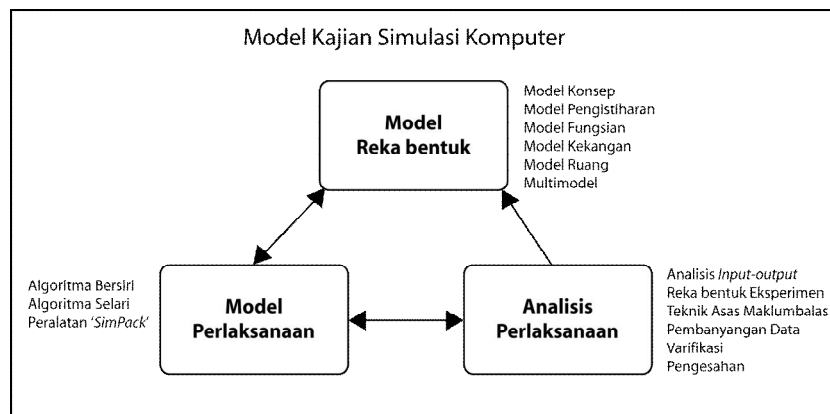 Model Kajian Simulasi Komputer
Model
Reka bentuk
Model Konsep
Model Pengistiharan
Model Fungsian
Model Kekangan
Model Ruang
Multimodel
Algoritma Bersiri
Algoritma Selari
Peralatan 'SimPack'
Model
Perlaksanaan
Analisis
Perlaksanaan
Analisis Input-output
Reka bentuk Eksperimen
Teknik Asas Maklumbalas
Pembanyangan Data
Varifikasi
Pengesahan